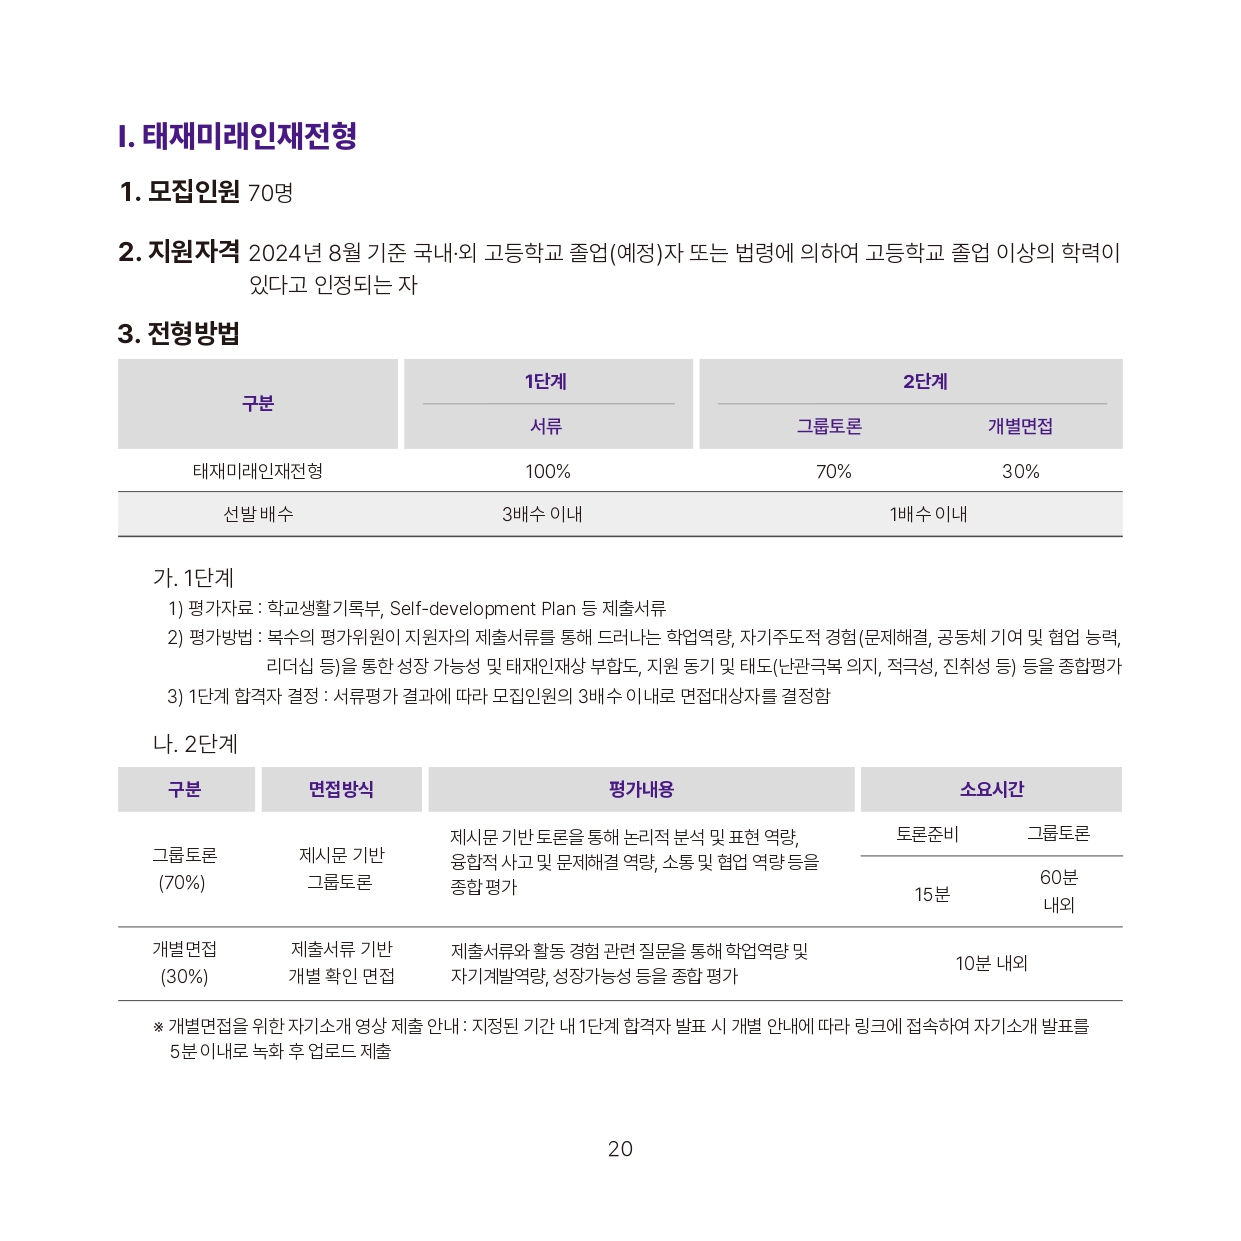 I. 태재미래인재전형
1. 모집인원 70명
2. 지원자격 2024년 8월 기준 국내·외 고등학교 졸업(예정)자 또는 법령에 의하여 고등학교 졸업 이상의 학력이
있다고 인정되는 자
3. 전형방법
구분 1단계 2단계
서류 그룹토론 개별면접
태재미래인재전형 100% 70% 30%
선발 배수 3배수 이내 1배수 이내
가. 1단계
1) 평가자료 : 학교생활기록부, Self-development Plan 등 제출서류
2) 평가방법 : 복수의 평가위원이 지원자의 제출서류를 통해 드러나는 학업역량, 자기주도적 경험(문제해결, 공동체 기여 및 협업 능력,
리더십 등)을 통한 성장 가능성 및 태재인재상 부합도, 지원 동기 및 태도(난관극복 의지, 적극성, 진취성 등) 등을 종합평가
3) 1단계 합격자 결정 : 서류평가 결과에 따라 모집인원의 3배수 이내로 면접대상자를 결정함
나. 2단계
구분 면접방식 평가내용 소요시간
그룹토론
(70%)
제시문 기반
그룹토론
제시문 기반 토론을 통해 논리적 분석 및 표현 역량,
융합적 사고 및 문제해결 역량, 소통 및 협업 역량 등을
종합 평가
토론준비 그룹토론
15분
60분
내외
개별면접
(30%)
제출서류 기반
개별 확인 면접
제출서류와 활동 경험 관련 질문을 통해 학업역량 및
자기계발역량, 성장가능성 등을 종합 평가
10분 내외
※ 개별면접을 위한 자기소개 영상 제출 안내 : 지정된 기간 내 1단계 합격자 발표 시 개별 안내에 따라 링크에 접속하여 자기소개 발표를
5분 이내로 녹화 후 업로드 제출
20